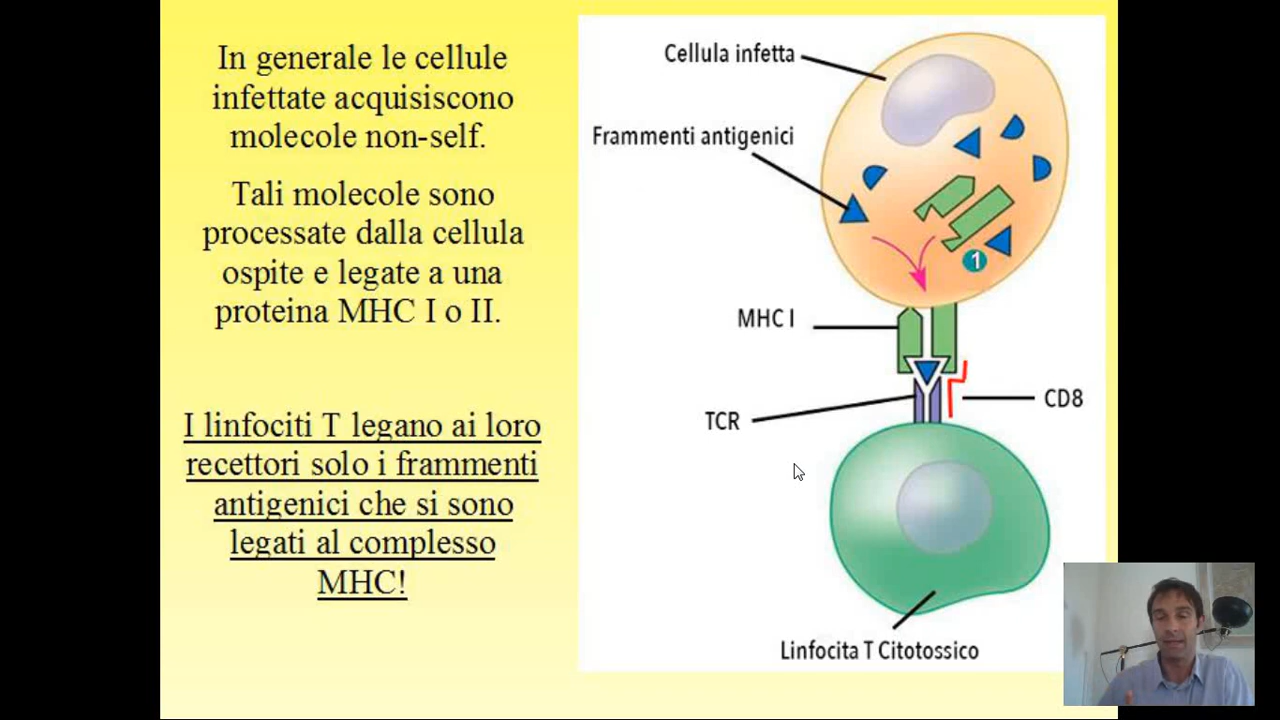 In generale le cellule
infettate acquisiscono
molecole non-self.
Tali molecole sono
processate dalla cellula
ospite e legate a una
proteina MHC I o II.
I linfociti T legano ai loro
recettori solo i frammenti
antigenici che si sono
legati al complesso
MHC!
Cellula infetta
Frammenti antigenici
1
MHC I
TCR
CD8
Linfocita T Citotossico